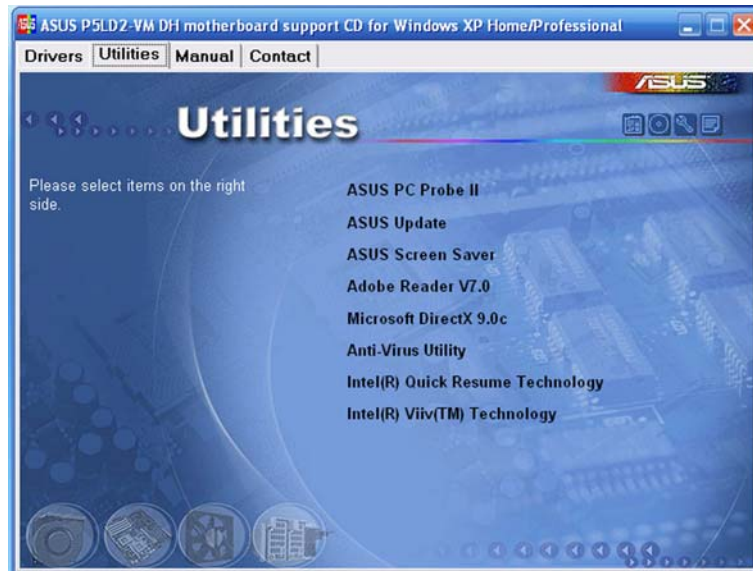 ASUS P5LD2-VM DH motherboard support CD for Windows XP Home/Professional
Drivers Utilities Manual Contact
ASUS
Utilities
Please select items on the right
side.
ASUS PC Probe II
ASUS Update
ASUS Screen Saver
Adobe Reader V7.0
Microsoft DirectX 9.0c
Anti-Virus Utility
Intel(R) Quick Resume Technology
Intel(R) Viiv(TM) Technology